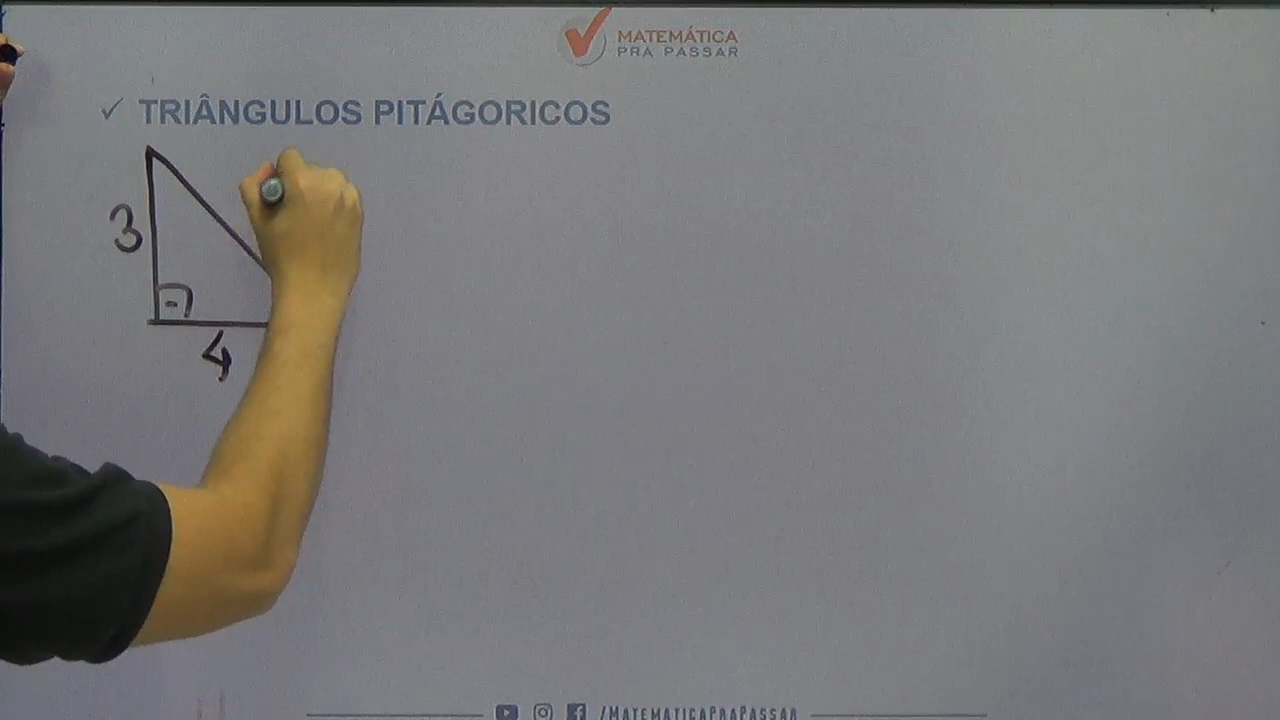 MATEMÁTICA
PRA PASSAR
✓ TRIÂNGULOS PITÁGORICOS
3
4
/MATEMATICAPRAPASSAR